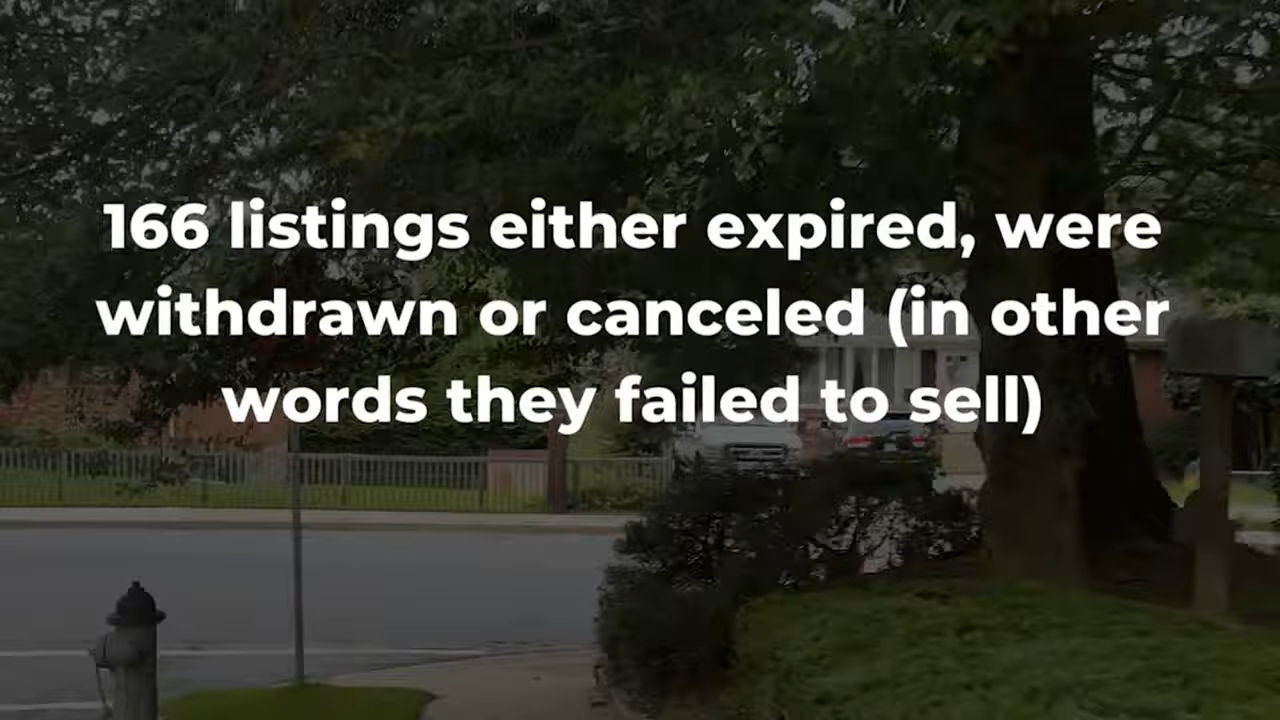 166 listings either expired, were
withdrawn or canceled (in other
words they failed to sell)